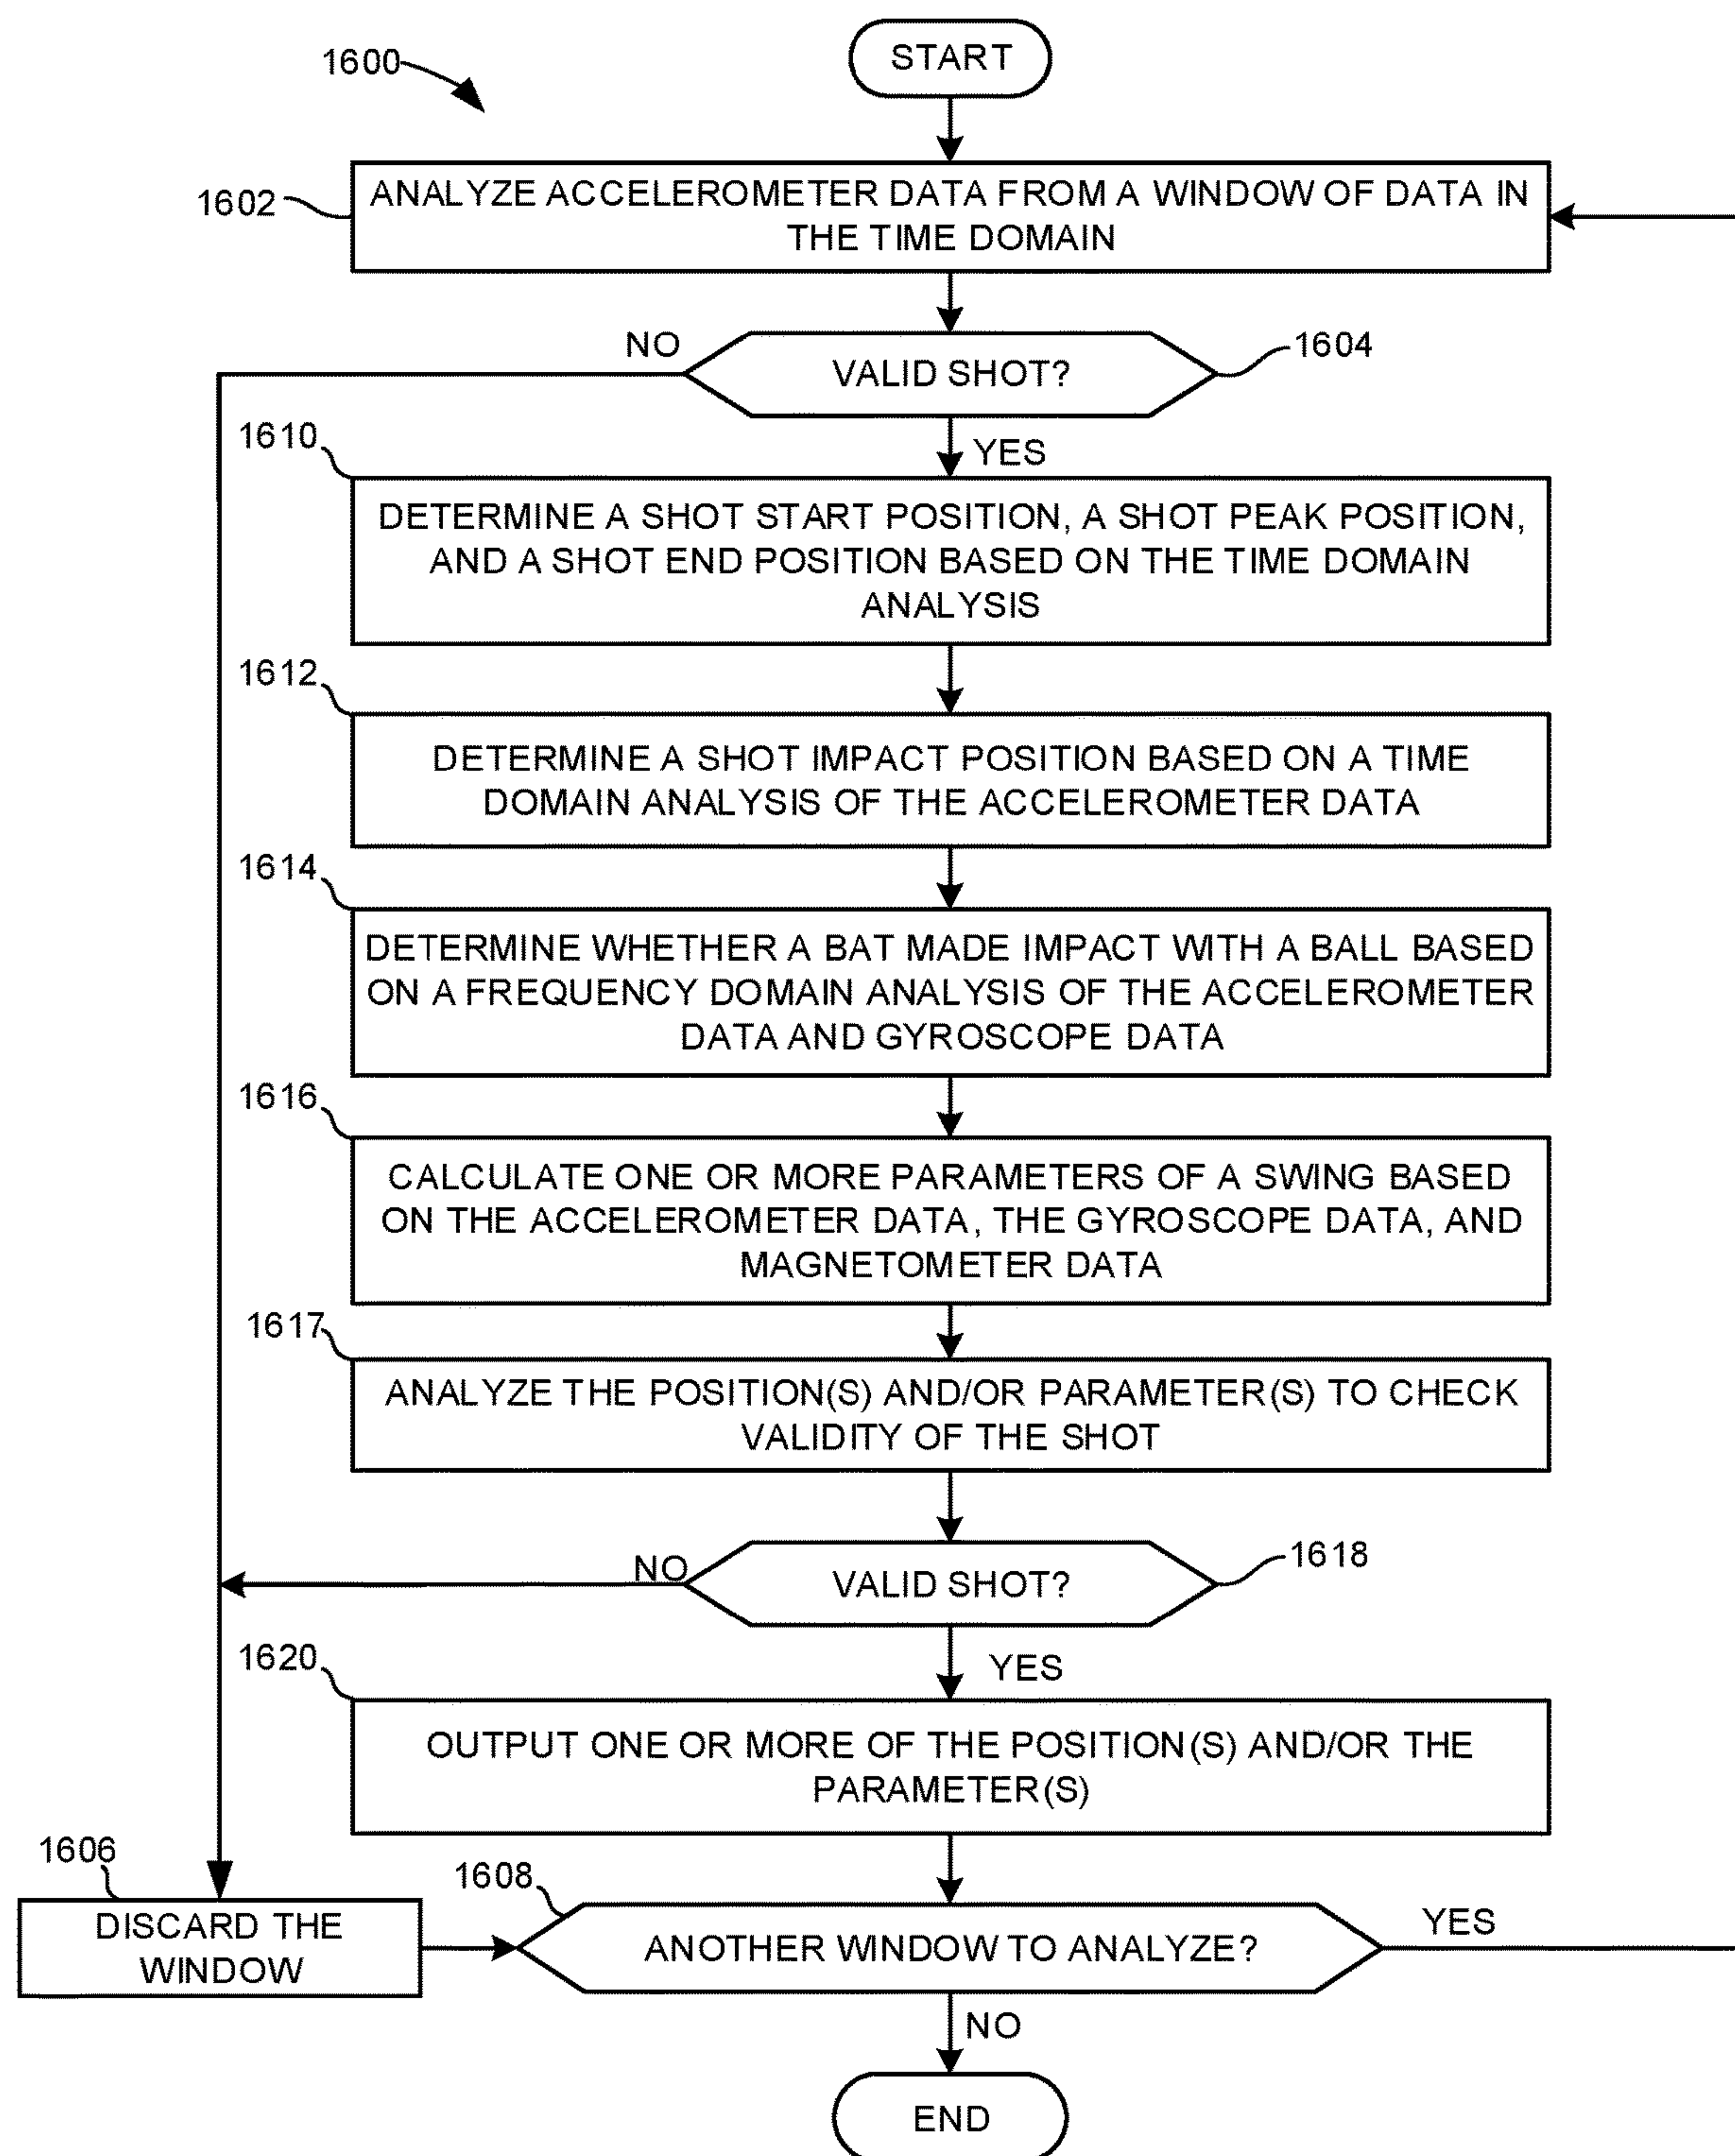 START
1600
1602
ANALYZE ACCELEROMETER DATA FROM A WINDOW OF DATA IN
THE TIME DOMAIN
NO
VALID SHOT?
1604
YES
1610
DETERMINE A SHOT START POSITION, A SHOT PEAK POSITION,
AND A SHOT END POSITION BASED ON THE TIME DOMAIN
ANALYSIS
1612
DETERMINE A SHOT IMPACT POSITION BASED ON A TIME
DOMAIN ANALYSIS OF THE ACCELEROMETER DATA
1614
DETERMINE WHETHER A BAT MADE IMPACT WITH A BALL BASED
ON A FREQUENCY DOMAIN ANALYSIS OF THE ACCELEROMETER
DATA AND GYROSCOPE DATA
1616
CALCULATE ONE OR MORE PARAMETERS OF A SWING BASED
ON THE ACCELEROMETER DATA, THE GYROSCOPE DATA, AND
MAGNETOMETER DATA
1617
ANALYZE THE POSITION(S) AND/OR PARAMETER(S) TO CHECK
VALIDITY OF THE SHOT
NO
VALID SHOT?
1618
YES
1620
OUTPUT ONE OR MORE OF THE POSITION(S) AND/OR THE
PARAMETER(S)
1606
DISCARD THE
WINDOW
1608
ANOTHER WINDOW TO ANALYZE?
YES
NO
END